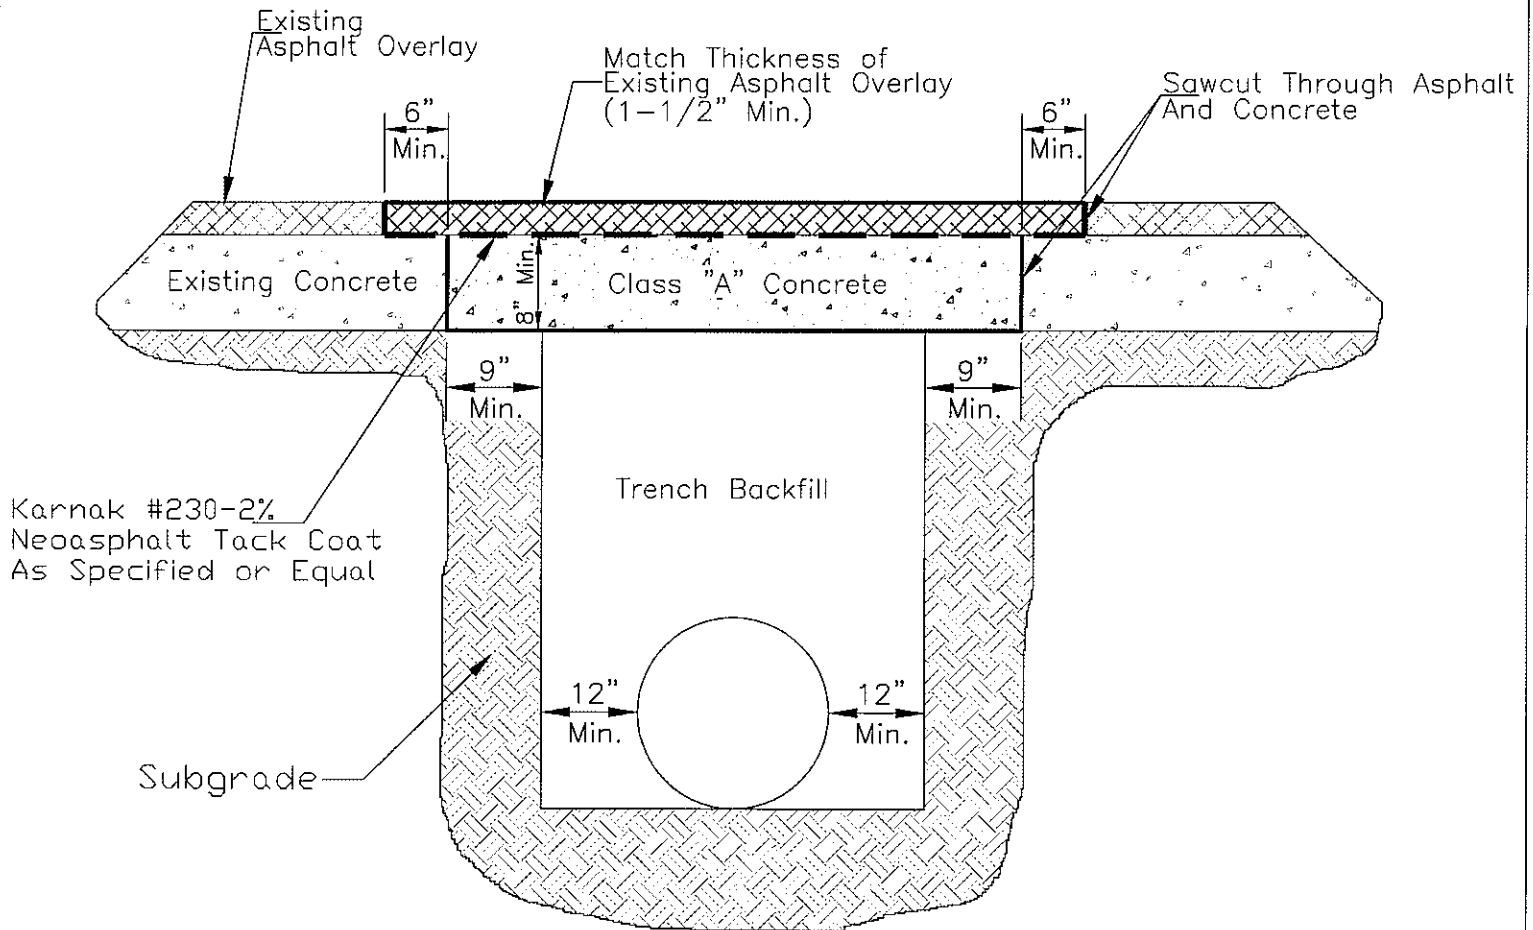 Existing
Asphalt Overlay
Match Thickness of
Existing Asphalt Overlay
(1-1/2" Min.)
Sawcut Through Asphalt
And Concrete
6"
Min.
6"
Min.
Existing Concrete
8" Min.
Class "A" Concrete
9"
Min.
9"
Min.
Trench Backfill
Karnak #230-2%
Neoasphalt Tack Coat
As Specified or Equal
12"
Min.
12"
Min.
Subgrade